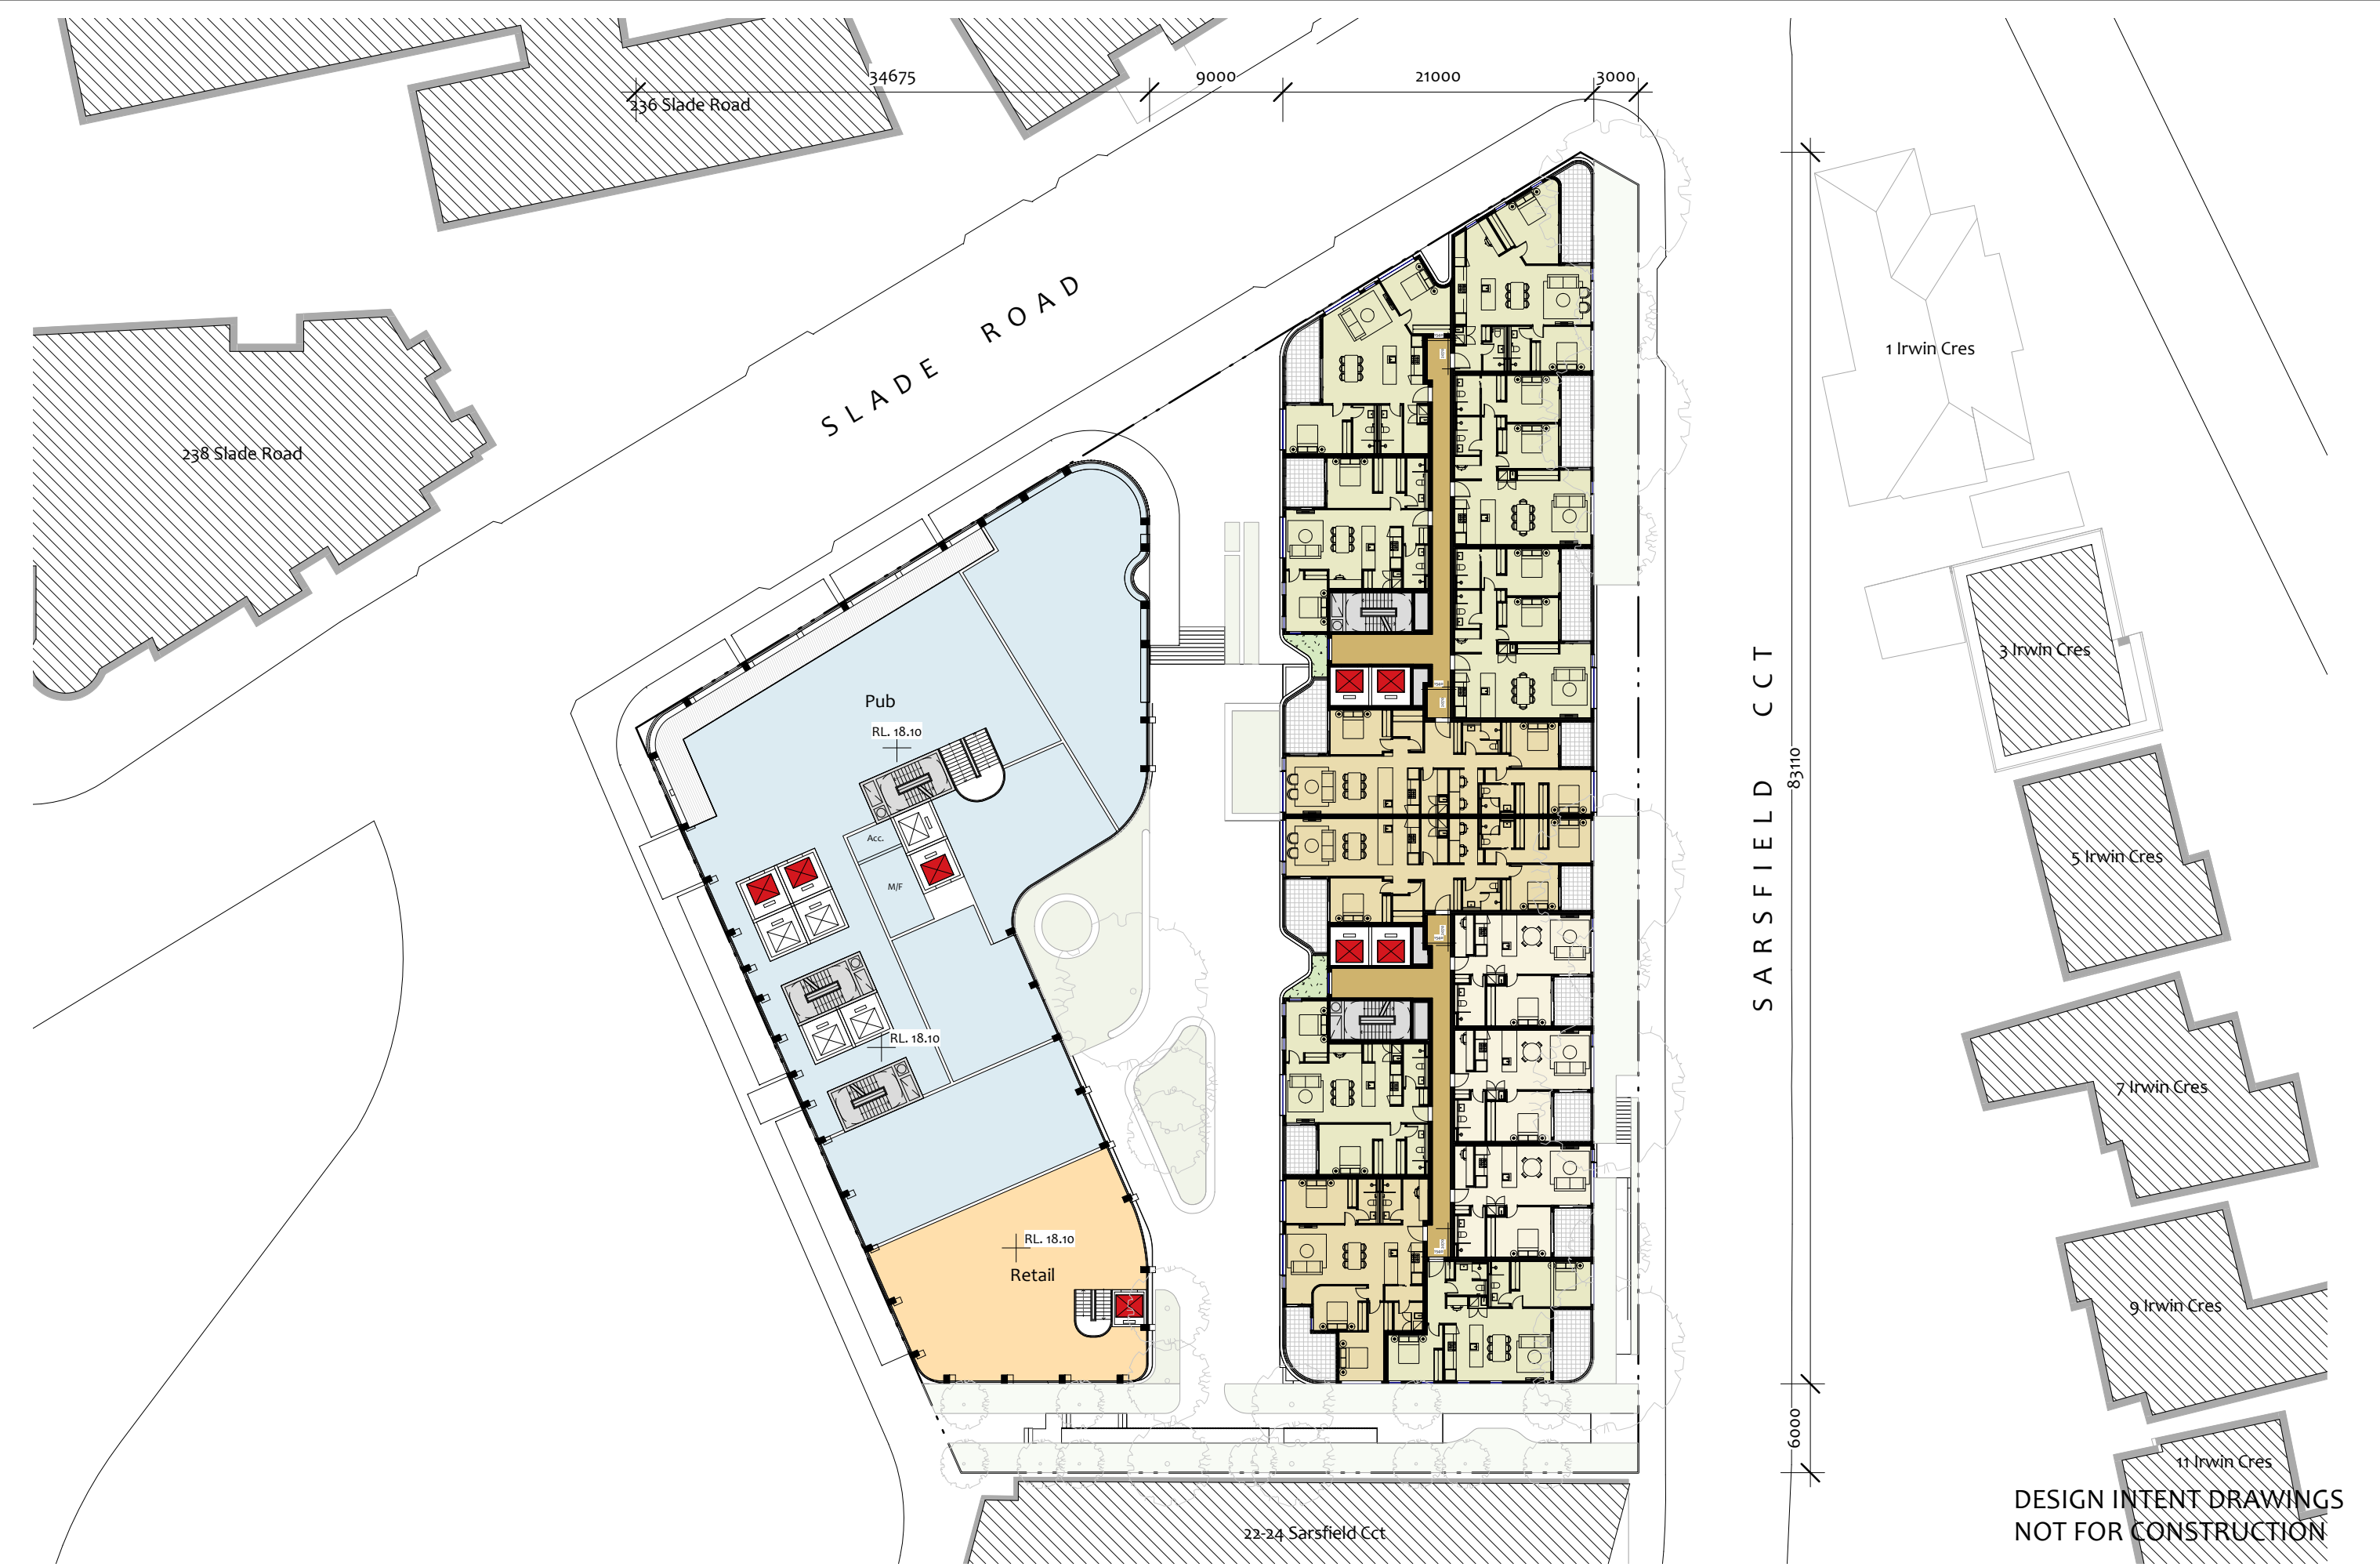 34675
9000
21000
3000
236 Slade Road
SLADE ROAD
1 Irwin Cres
238 Slade Road
3 Irwin Cres
SARSFIELD CCT
83110
Pub
RL. 18.10
Acc.
M/F
5 Irwin Cres
RL. 18.10
7 Irwin Cres
RL. 18.10
Retail
9 Irwin Cres
6000
11 Irwin Cres
22-24 Sarsfield Cct
DESIGN INTENT DRAWINGS
NOT FOR CONSTRUCTION